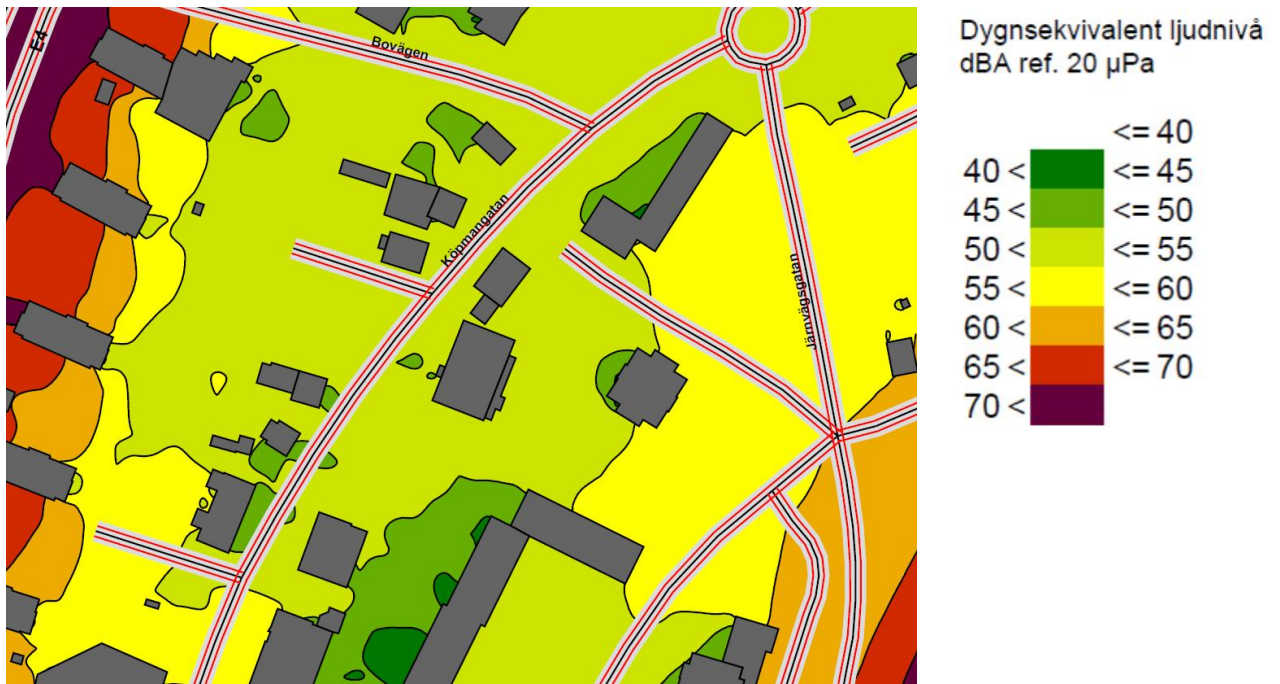 E4
Bovägen
Köpmangatan
Järnvägsgatan
Dygnsekvivalent ljudnivå
dBA ref. 20 µPa
<= 40
40 < <= 45
45 < <= 50
50 < <= 55
55 < <= 60
60 < <= 65
65 < <= 70
70 <